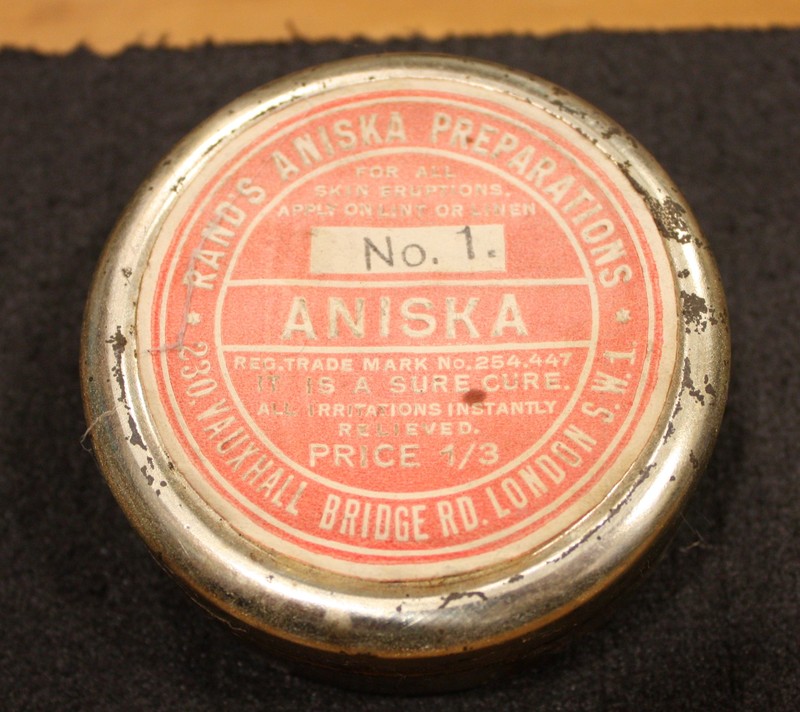 RAND'S ANISKA PREPARATIONS
FOR ALL
SKIN ERUPTIONS.
APPLY ON LINT OR LINEN
No. 1.
ANISKA
REG. TRADE MARK No. 254.447
IT IS A SURE CURE.
ALL IRRITATIONS INSTANTLY
RELIEVED.
PRICE 1/3
230. VAUXHALL BRIDGE RD. LONDON S.W.1.